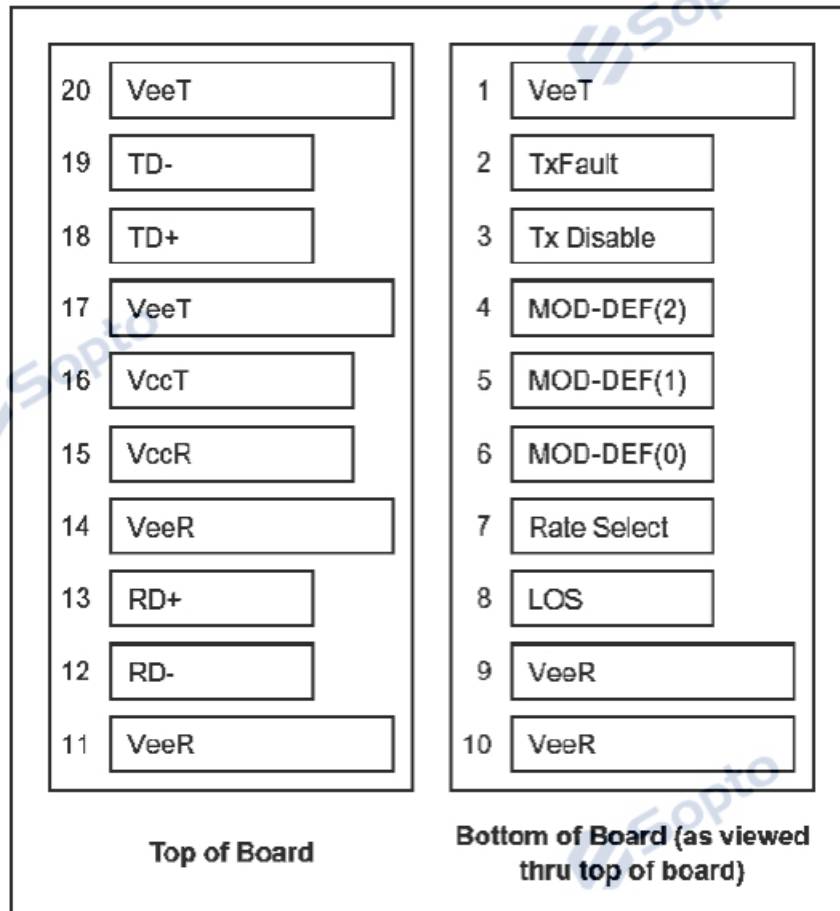 Sopto
20 VeeT
19 TD-
18 TD+
17 VeeT
16 VccT
15 VccR
14 VeeR
13 RD+
12 RD-
11 VeeR
Top of Board
1 VeeT
2 TxFault
3 Tx Disable
4 MOD-DEF(2)
5 MOD-DEF(1)
6 MOD-DEF(0)
7 Rate Select
8 LOS
9 VeeR
10 VeeR
Bottom of Board (as viewed
thru top of board)
Sopto
Sopto